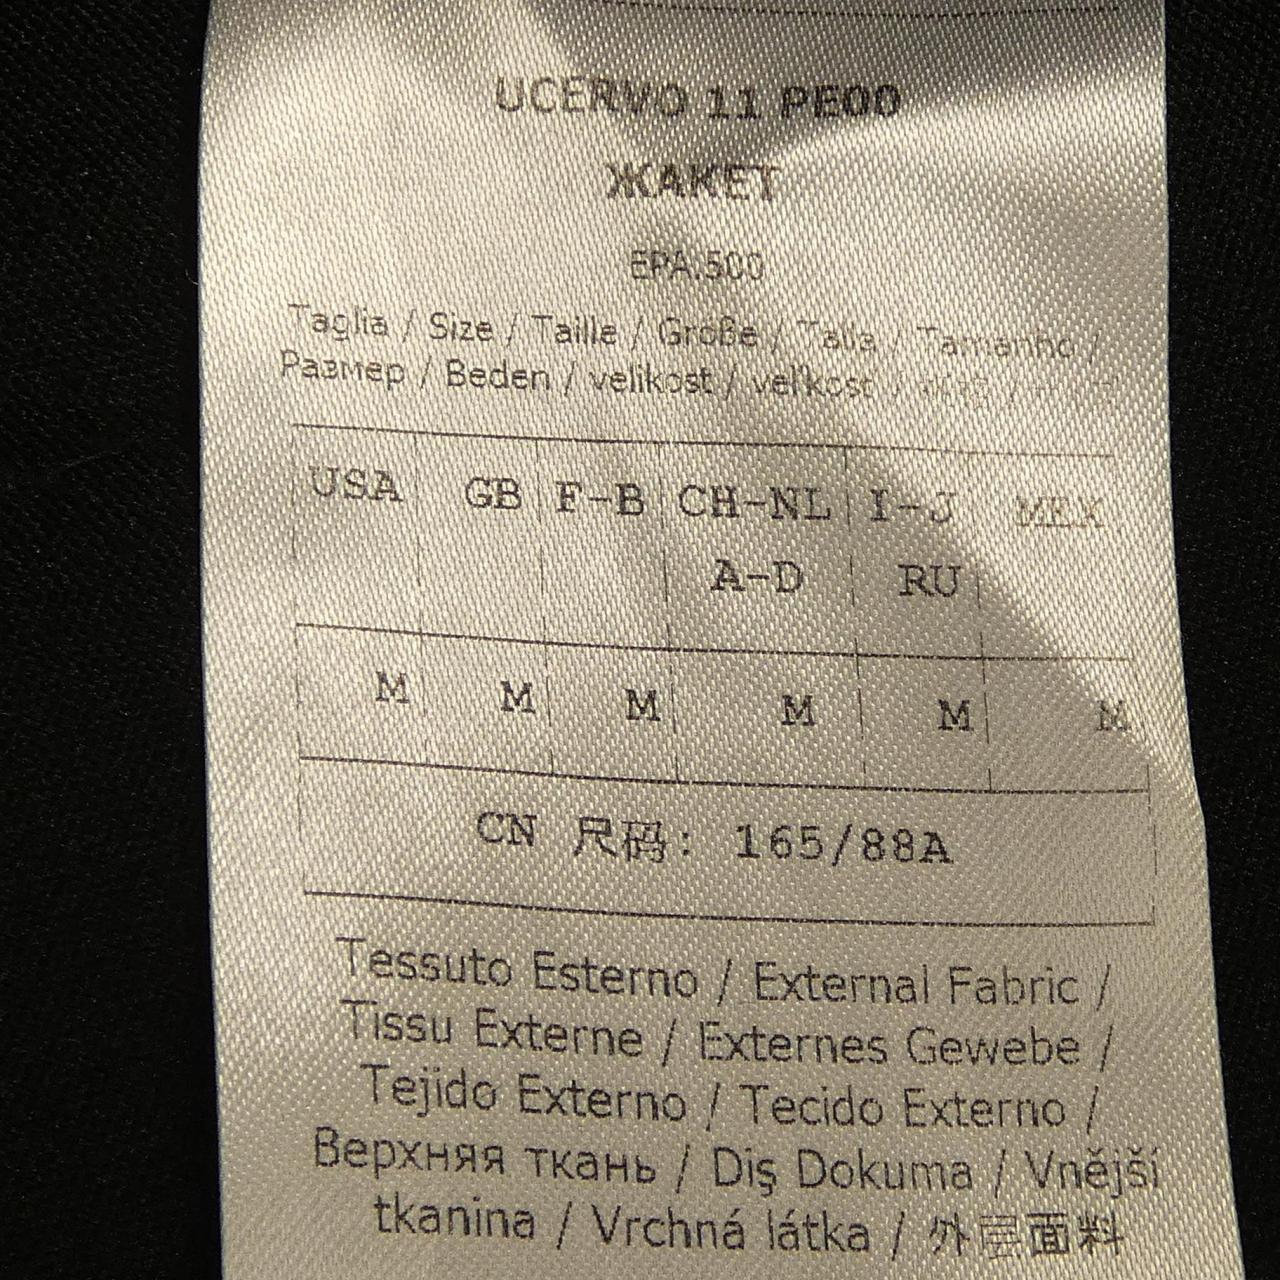 UCERVO 11 PE00
ЖАКЕТ
EPA.500
Taglia / Size / Taille / Größe / Talla / Tamanho /
Размер / Beden / velikost / veľkosť /
USA GB F-B CH-NL I-J MEX
A-D RU
M M M M M M
CN 尺码: 165/88A
Tessuto Esterno / External Fabric /
Tissu Externe / Externes Gewebe /
Tejido Externo / Tecido Externo /
Верхняя ткань / Diş Dokuma / Vnější
tkanina / Vrchná látka / 外层面料